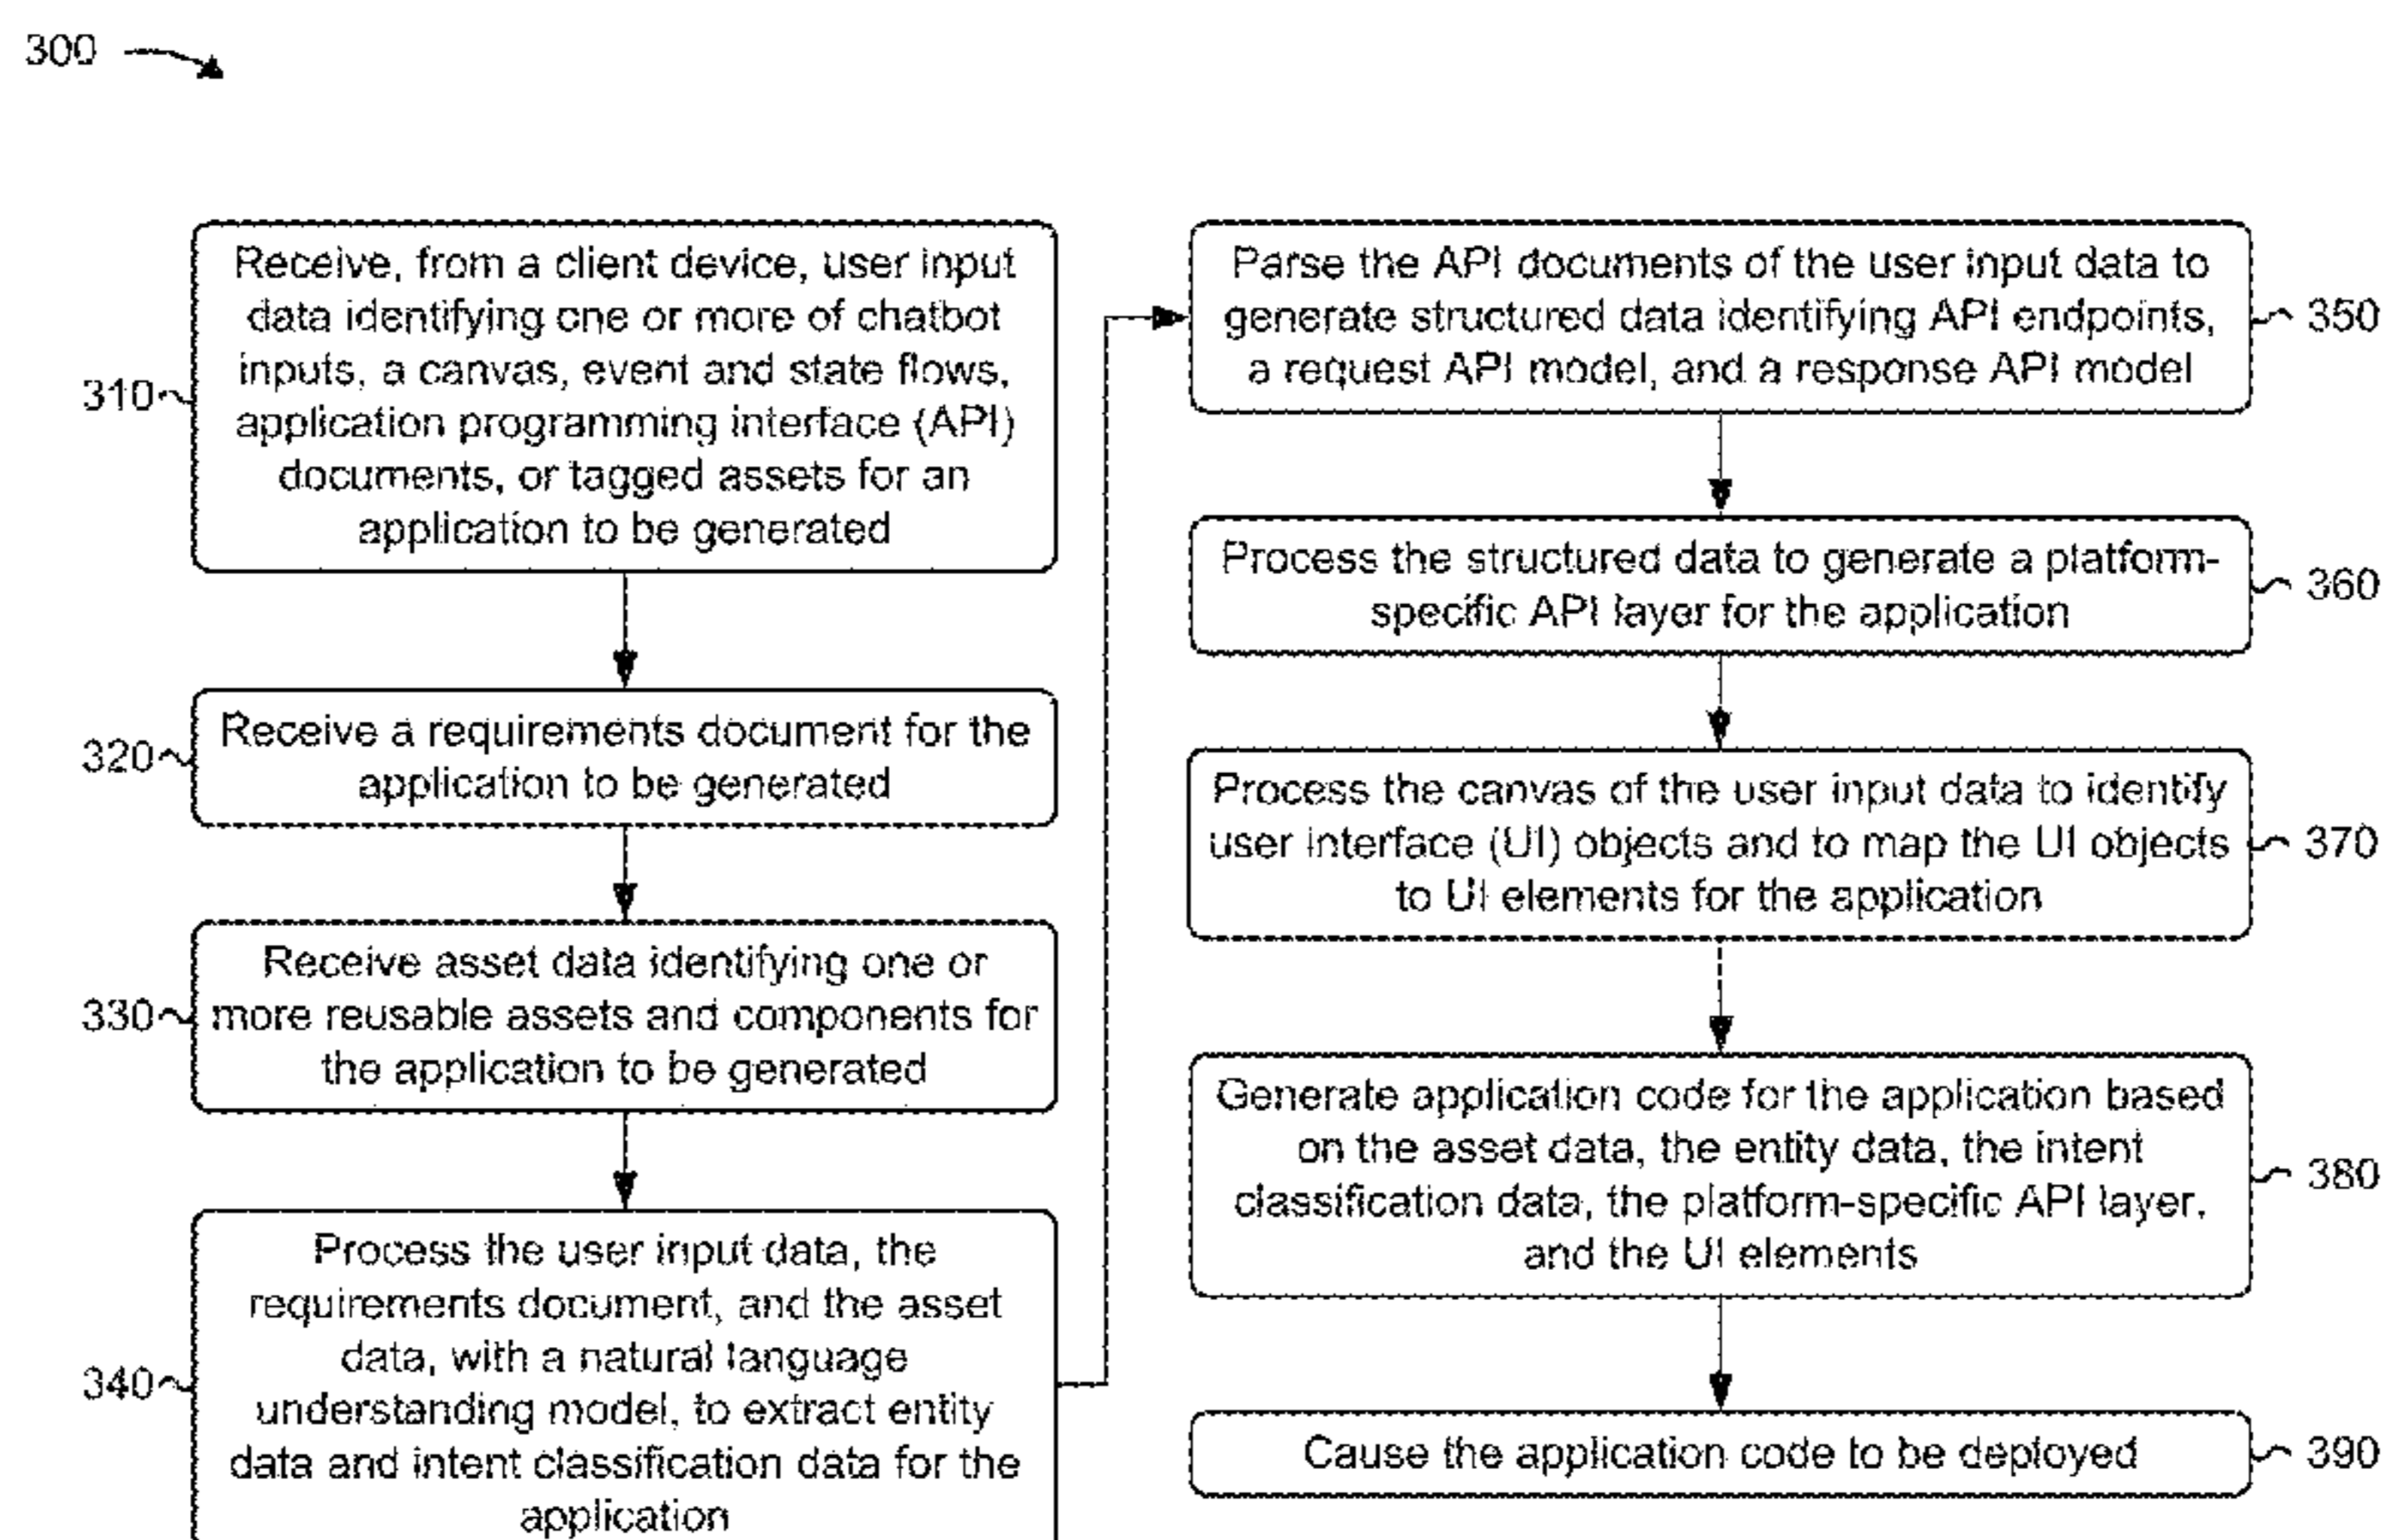 300
310
Receive, from a client device, user input
data identifying one or more of chatbot
inputs, a canvas, event and state flows,
application programming interface (API)
documents, or tagged assets for an
application to be generated
320
Receive a requirements document for the
application to be generated
330
Receive asset data identifying one or
more reusable assets and components for
the application to be generated
340
Process the user input data, the
requirements document, and the asset
data, with a natural language
understanding model, to extract entity
data and intent classification data for the
application
Parse the API documents of the user input data to
generate structured data identifying API endpoints,
a request API model, and a response API model
350
Process the structured data to generate a platform-
specific API layer for the application
360
Process the canvas of the user input data to identify
user interface (UI) objects and to map the UI objects
to UI elements for the application
370
Generate application code for the application based
on the asset data, the entity data, the intent
classification data, the platform-specific API layer,
and the UI elements
380
Cause the application code to be deployed
390